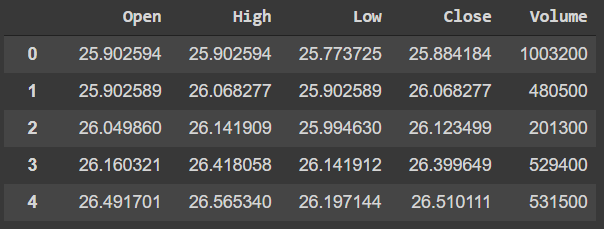 Open High Low Close Volume
0 25.902594 25.902594 25.773725 25.884184 1003200
1 25.902589 26.068277 25.902589 26.068277 480500
2 26.049860 26.141909 25.994630 26.123499 201300
3 26.160321 26.418058 26.141912 26.399649 529400
4 26.491701 26.565340 26.197144 26.510111 531500